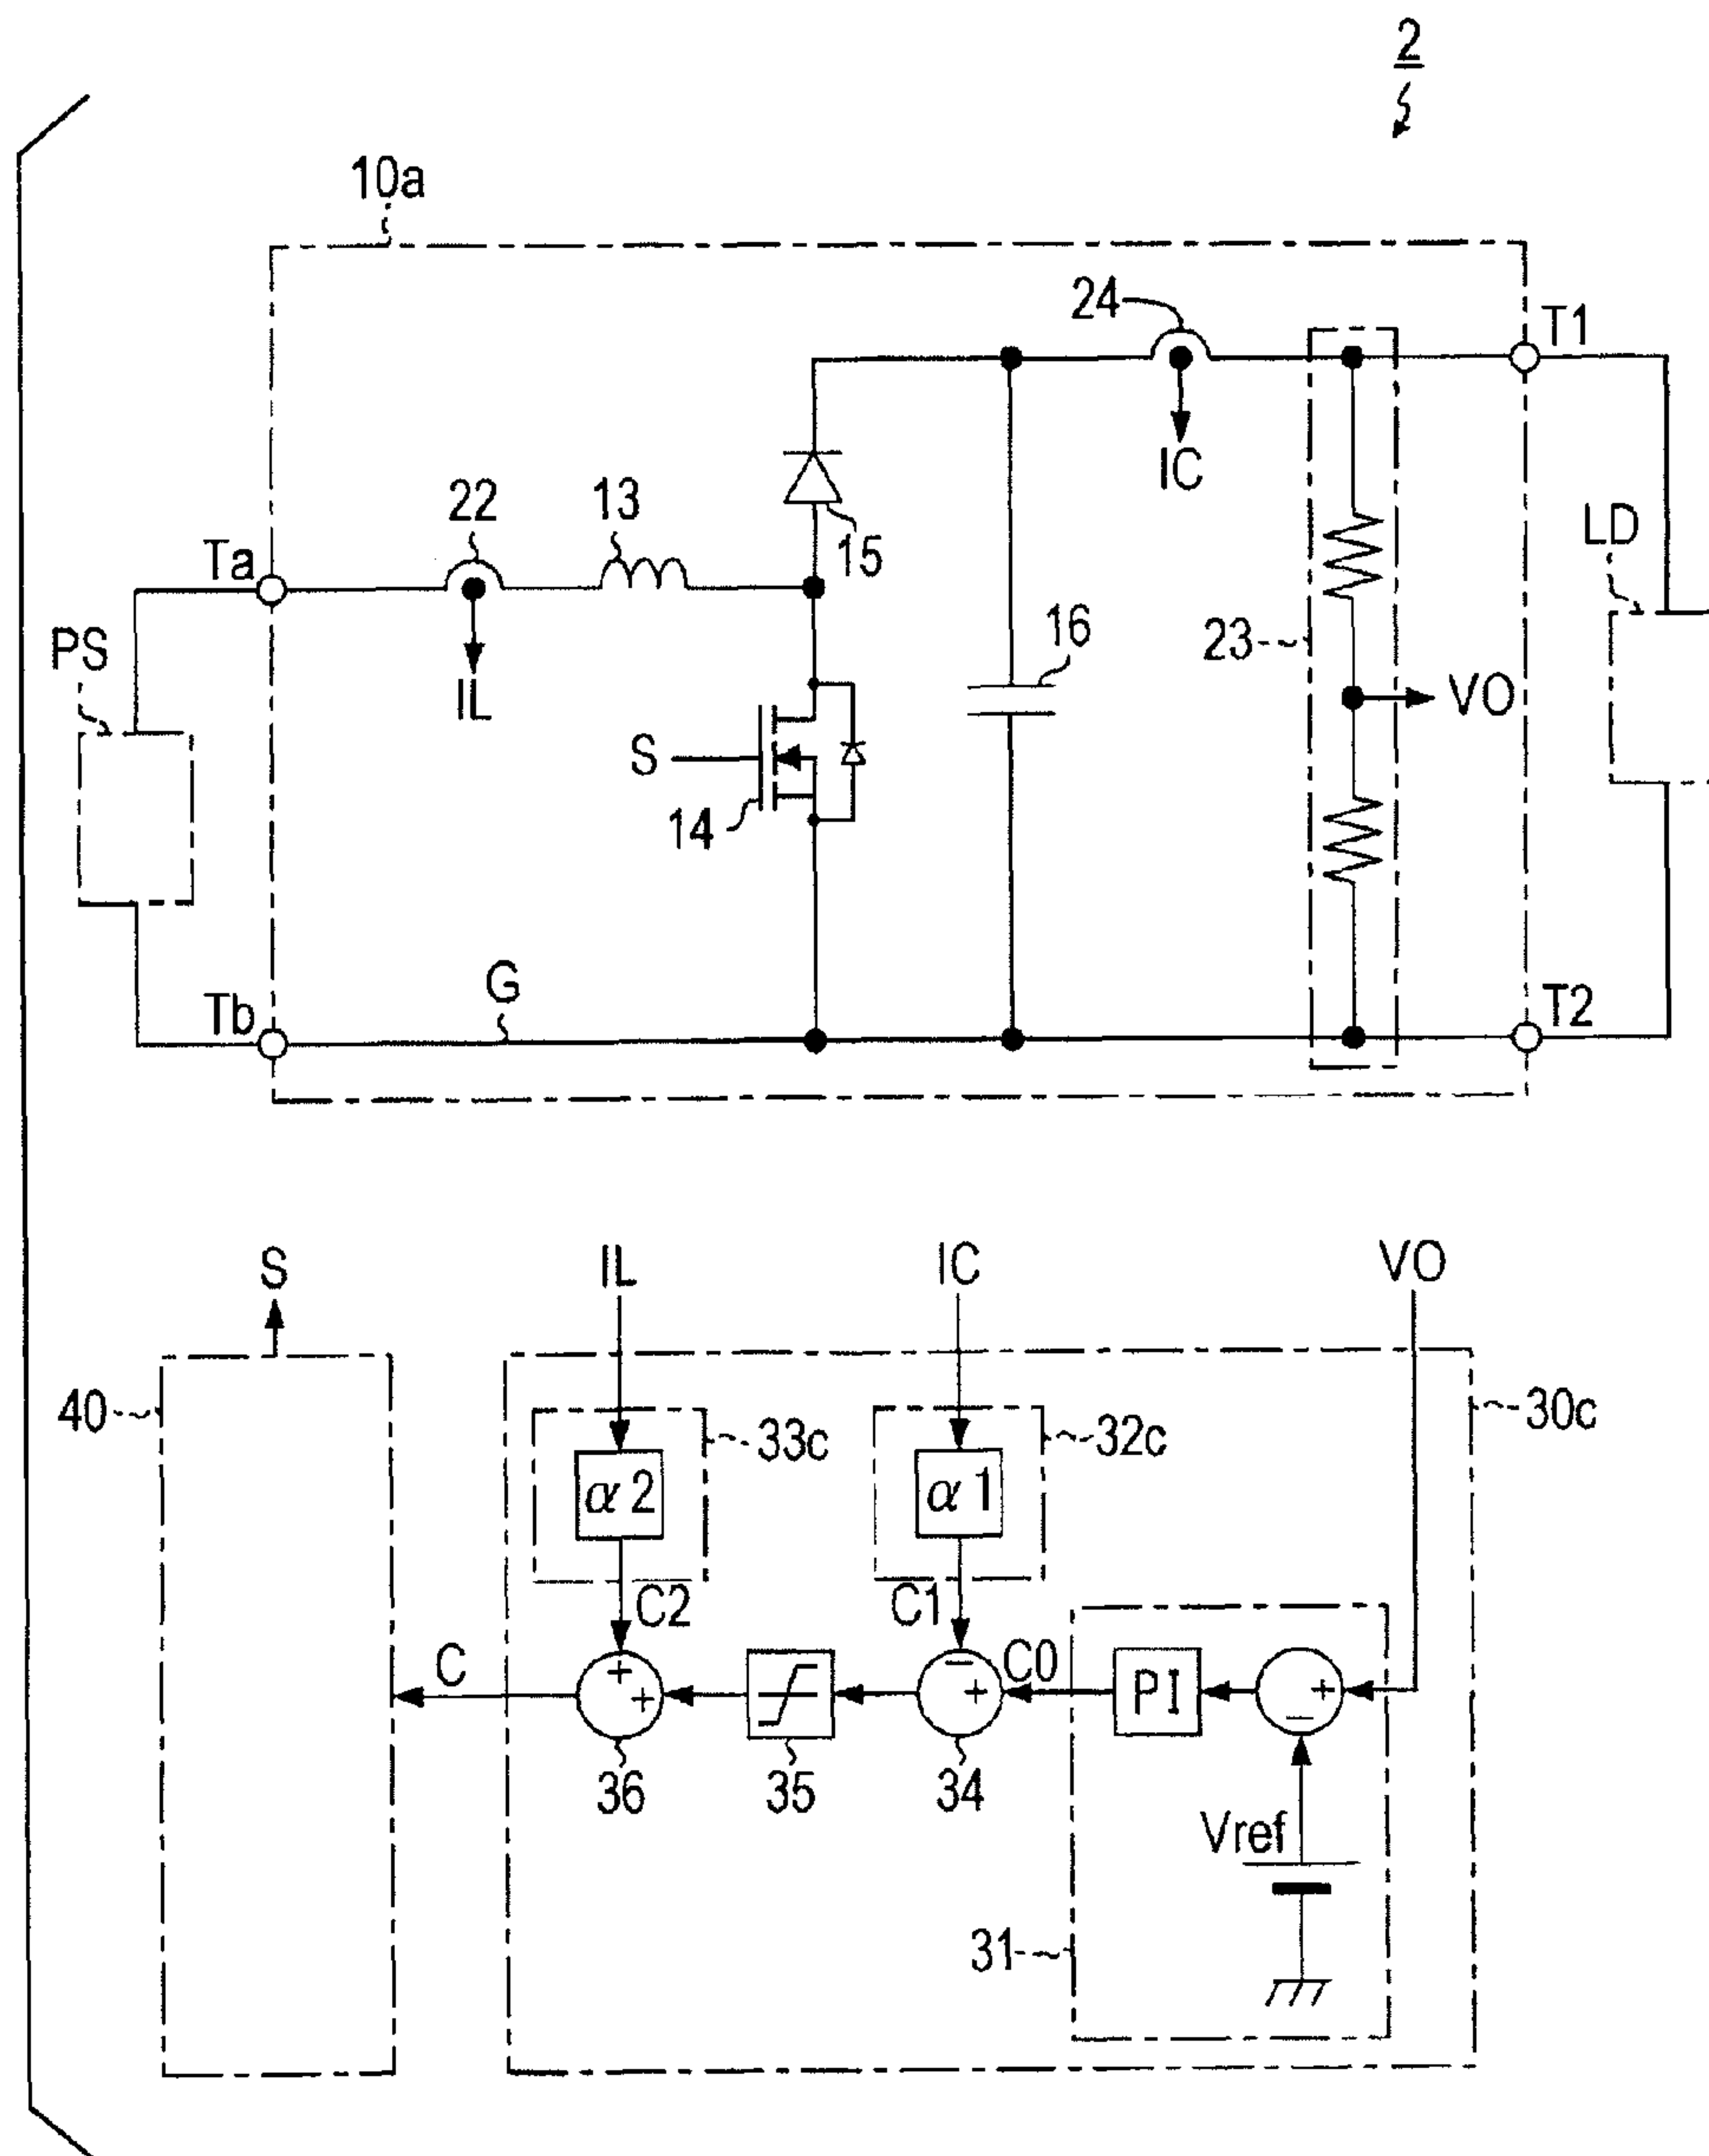 2
10a
24
T1
IC
22
13
15
LD
Ta
PS
IL
16
23
VO
S
14
G
Tb
T2
S
IL
IC
VO
40
33c
32c
30c
α2
α1
C2
C1
C0
C
+
+
−
+
PI
+
−
36
35
34
Vref
31